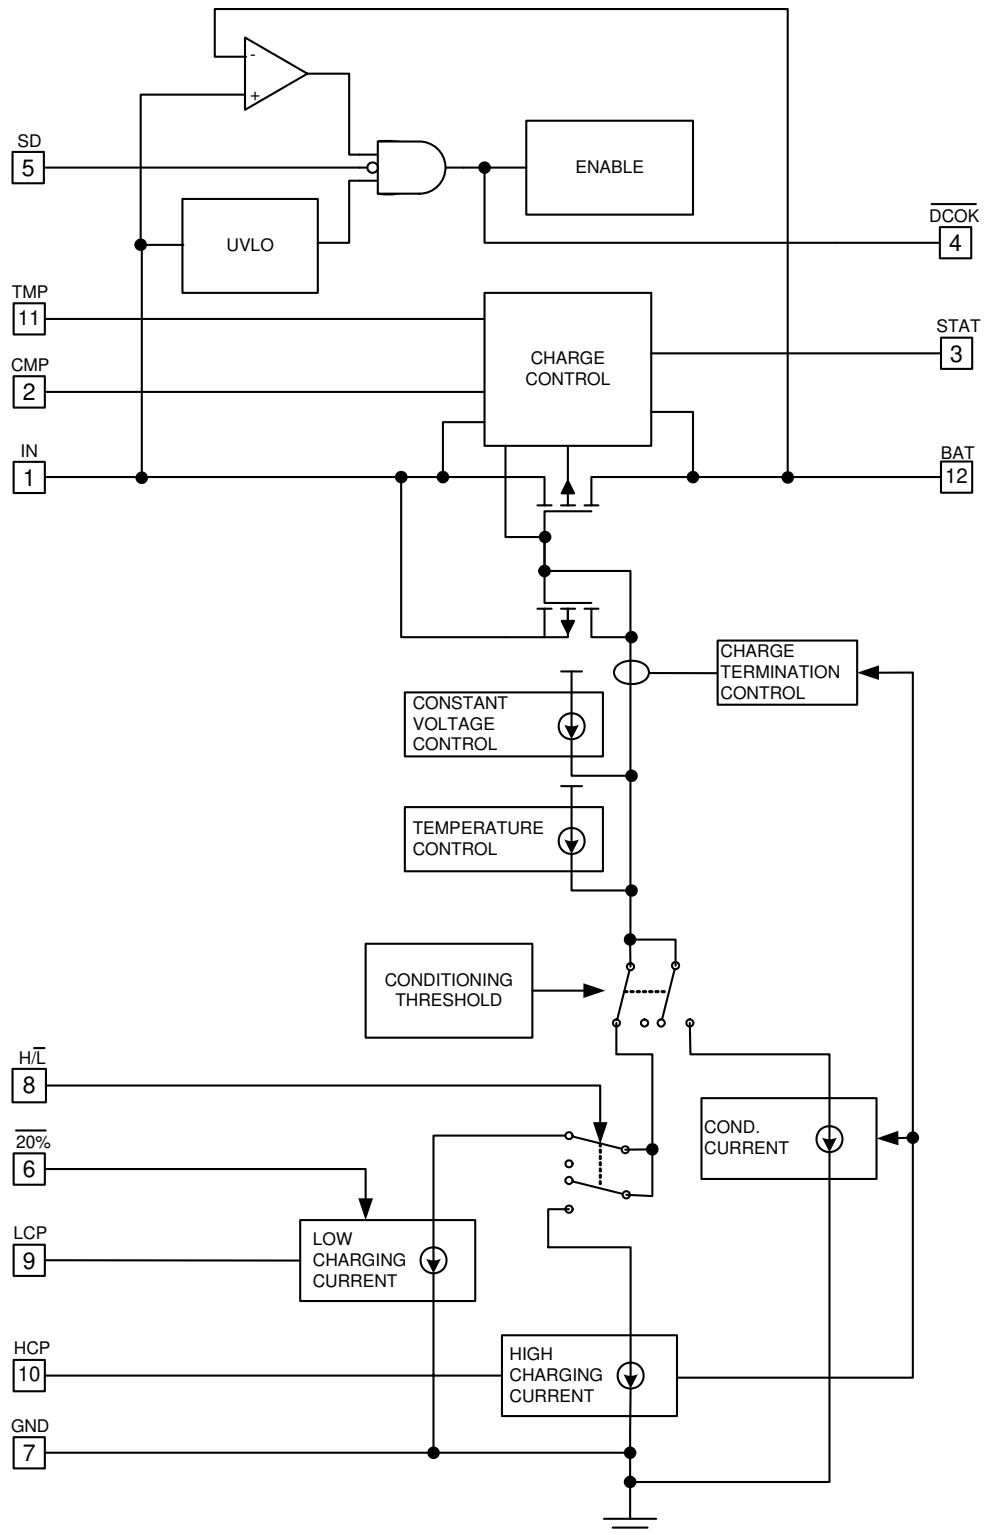 -
+
SD
5
ENABLE
DCOK
4
UVLO
TMP
11
CHARGE
CONTROL
STAT
3
CMP
2
IN
1
BAT
12
CHARGE
TERMINATION
CONTROL
CONSTANT
VOLTAGE
CONTROL
TEMPERATURE
CONTROL
CONDITIONING
THRESHOLD
H/L
8
COND.
CURRENT
20%
6
LCP
9
LOW
CHARGING
CURRENT
HCP
10
HIGH
CHARGING
CURRENT
GND
7